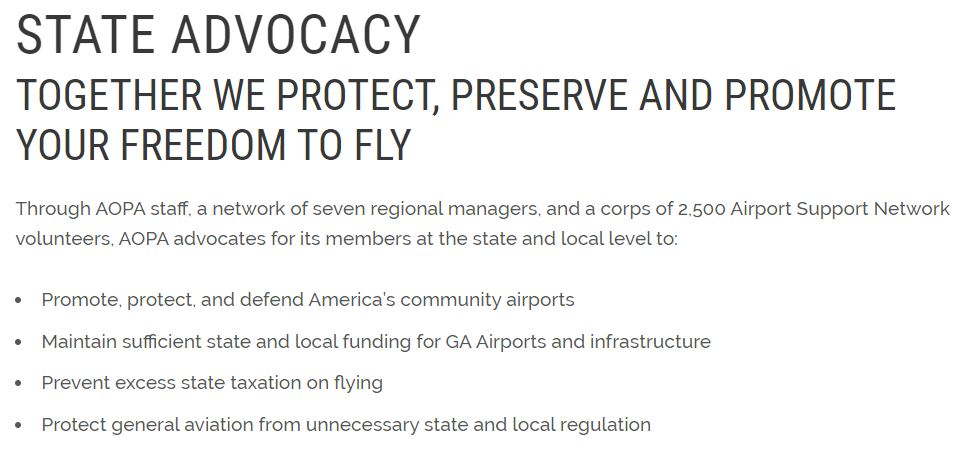 STATE ADVOCACY
TOGETHER WE PROTECT, PRESERVE AND PROMOTE
YOUR FREEDOM TO FLY
Through AOPA staff, a network of seven regional managers, and a corps of 2,500 Airport Support Network
volunteers, AOPA advocates for its members at the state and local level to:
• Promote, protect, and defend America's community airports
• Maintain sufficient state and local funding for GA Airports and infrastructure
• Prevent excess state taxation on flying
• Protect general aviation from unnecessary state and local regulation